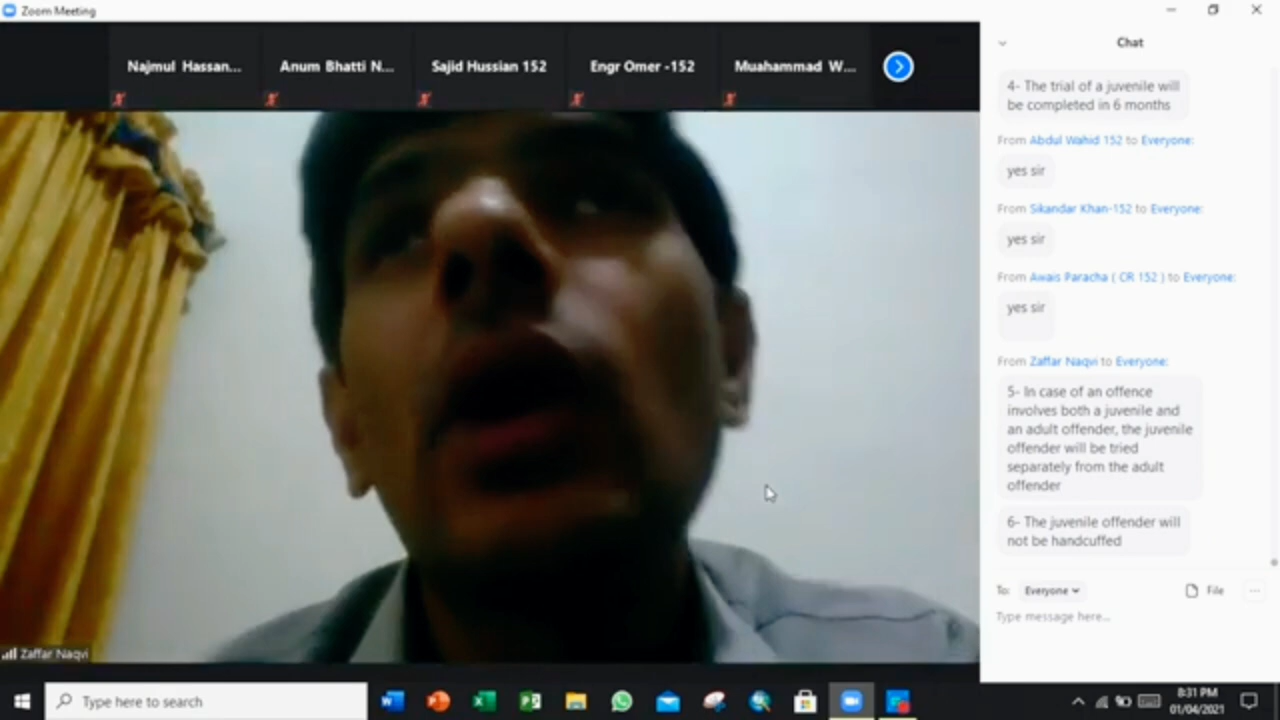 Zoom Meeting
Najmul Hassan...
Anum Bhatti N...
Sajid Hussian 152
Engr Omer -152
Muahammad W...
Chat
4- The trial of a juvenile will
be completed in 6 months
From Abdul Wahid 152 to Everyone:
yes sir
From Sikandar Khan-152 to Everyone:
yes sir
From Awais Paracha ( CR 152 ) to Everyone:
yes sir
From Zaffar Naqvi to Everyone:
5- In case of an offence
involves both a juvenile and
an adult offender, the juvenile
offender will be tried
separately from the adult
offender
6- The juvenile offender will
not be handcuffed
To: Everyone
File
Type message here...
Zaffar Naqvi
Type here to search
8:31 PM
01/04/2021